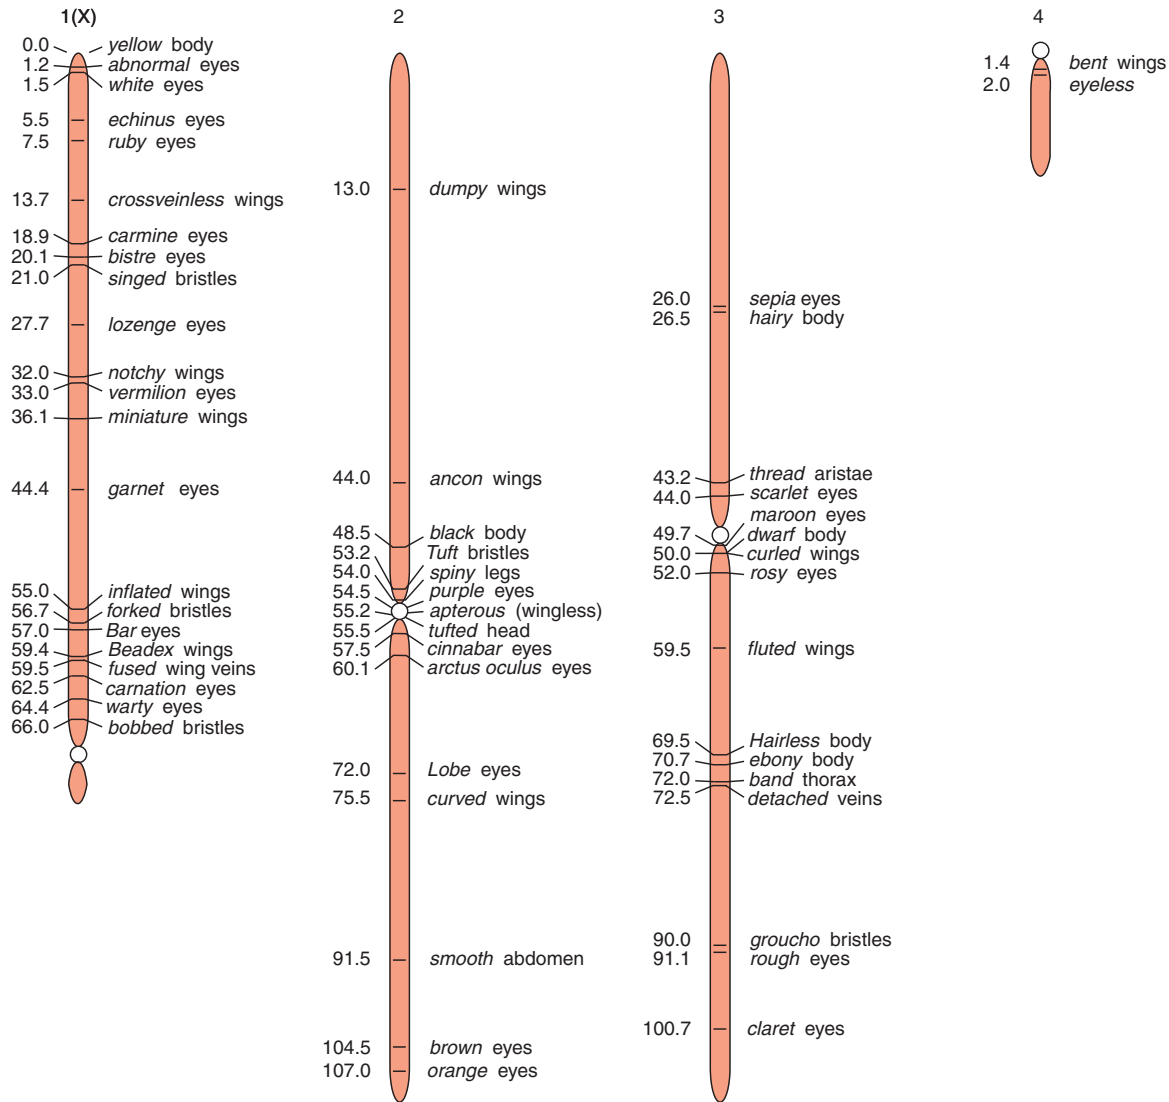 1(X)
0.0 yellow body
1.2 abnormal eyes
1.5 white eyes
5.5 echinus eyes
7.5 ruby eyes
13.7 crossveinless wings
18.9 carmine eyes
20.1 bistre eyes
21.0 singed bristles
27.7 lozenge eyes
32.0 notchy wings
33.0 vermilion eyes
36.1 miniature wings
44.4 garnet eyes
55.0 inflated wings
56.7 forked bristles
57.0 Bar eyes
59.4 Beadex wings
59.5 fused wing veins
62.5 carnation eyes
64.4 warty eyes
66.0 bobbed bristles
2
13.0 dumpy wings
44.0 ancon wings
48.5 black body
53.2 Tuft bristles
54.0 spiny legs
54.5 purple eyes
55.2 apterous (wingless)
55.5 tufted head
57.5 cinnabar eyes
60.1 arctus oculus eyes
72.0 Lobe eyes
75.5 curved wings
91.5 smooth abdomen
104.5 brown eyes
107.0 orange eyes
3
26.0 sepia eyes
26.5 hairy body
43.2 thread aristae
44.0 scarlet eyes
maroon eyes
49.7 dwarf body
50.0 curled wings
52.0 rosy eyes
59.5 fluted wings
69.5 Hairless body
70.7 ebony body
72.0 band thorax
72.5 detached veins
90.0 groucho bristles
91.1 rough eyes
100.7 claret eyes
4
1.4 bent wings
2.0 eyeless